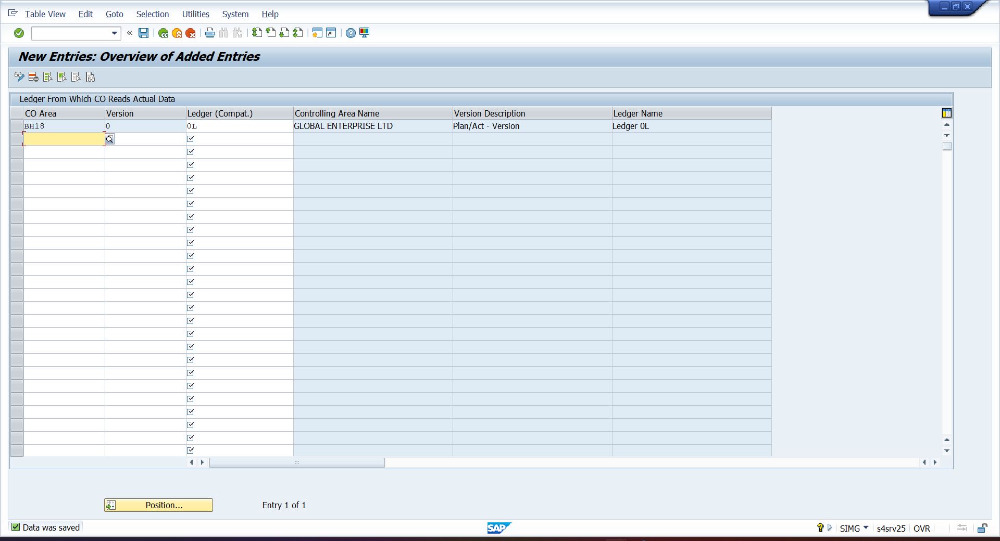 Table View Edit Goto Selection Utilities System Help
New Entries: Overview of Added Entries
Ledger From Which CO Reads Actual Data
CO Area Version Ledger (Compat.) Controlling Area Name Version Description Ledger Name
BH18 0 0L GLOBAL ENTERPRISE LTD Plan/Act - Version Ledger 0L
Position... Entry 1 of 1
Data was saved SAP SIMG s4srv25 OVR